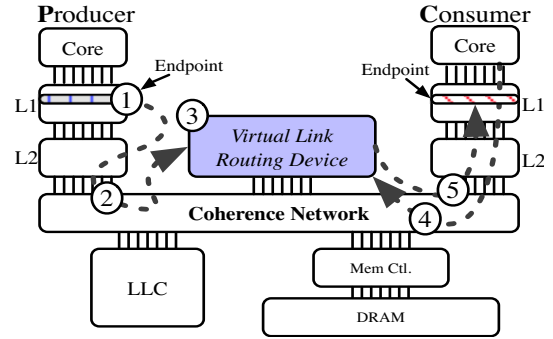 Producer
Consumer
Core
Core
Endpoint
Endpoint
L1
1
3
L1
Virtual Link
Routing Device
L2
L2
2
5
Coherence Network
4
LLC
Mem Ctl.
DRAM